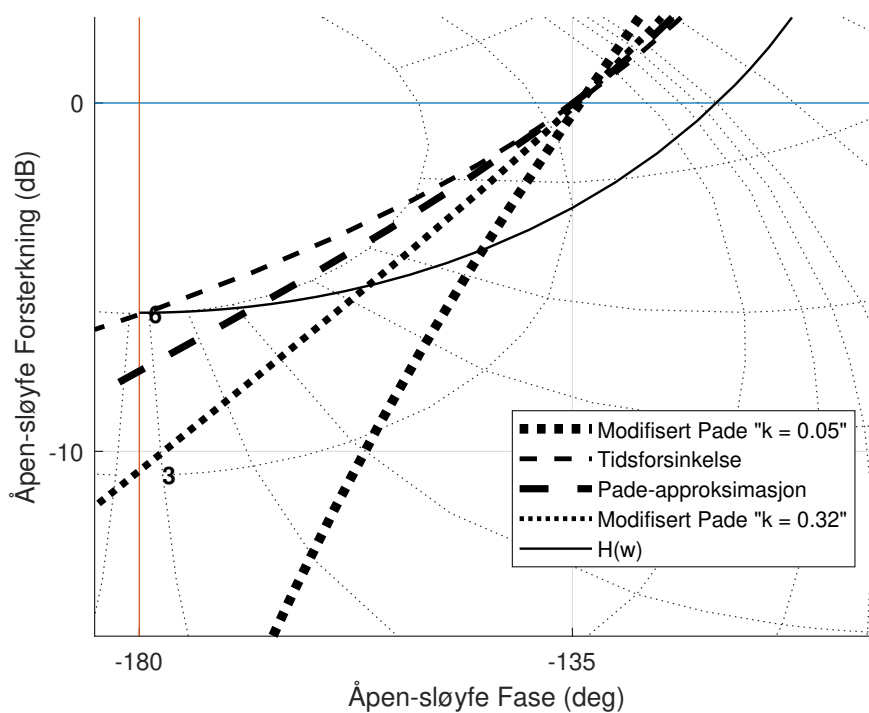 0
-10
6
3
Modifisert Pade "k = 0.05"
Tidsforsinkelse
Pade-approksimasjon
Modifisert Pade "k = 0.32"
H(w)
-180
-135
Åpen-sløyfe Fase (deg)
Åpen-sløyfe Forsterkning (dB)